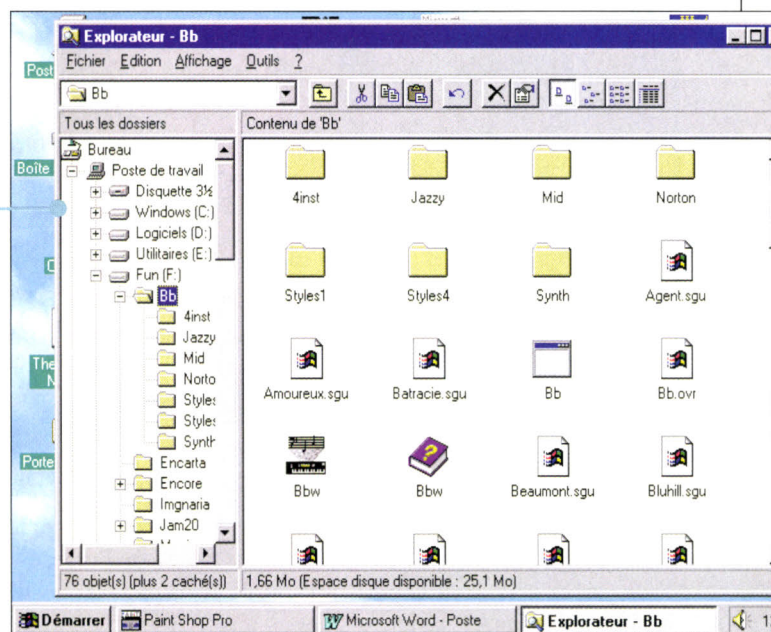 Explorateur - Bb
Fichier Edition Affichage Outils ?
Bb
Tous les dossiers
Contenu de 'Bb'
Bureau
Poste de travail
Disquette 3½
Windows (C:)
Logiciels (D:)
Utilitaires (E:)
Fun (F:)
Bb
4inst
Jazzy
Mid
Norto
Styles
Styles
Synth
Encarta
Encore
Imgnaria
Jam20
4inst Jazzy Mid Norton
Styles1 Styles4 Synth Agent.sgu
Amoureux.sgu Batracie.sgu Bb Bb.ovr
Bbw Bbw Beaumont.sgu Bluhill.sgu
76 objet(s) (plus 2 caché(s)) 1,66 Mo (Espace disque disponible : 25,1 Mo)
Post
Boîte
The
N
Porte
Démarrer Paint Shop Pro Microsoft Word - Poste Explorateur - Bb